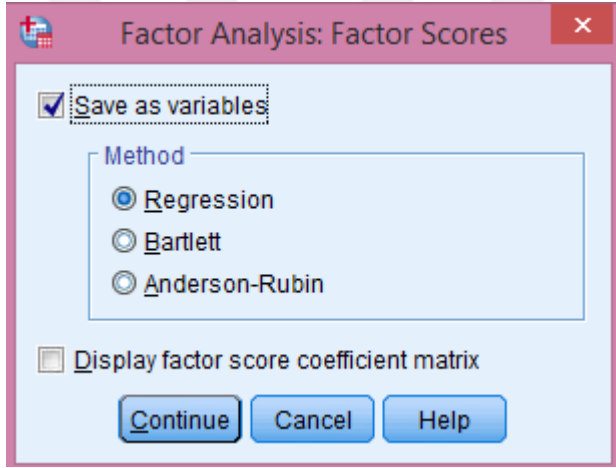 Factor Analysis: Factor Scores
Save as variables
Method
Regression
Bartlett
Anderson-Rubin
Display factor score coefficient matrix
Continue Cancel Help